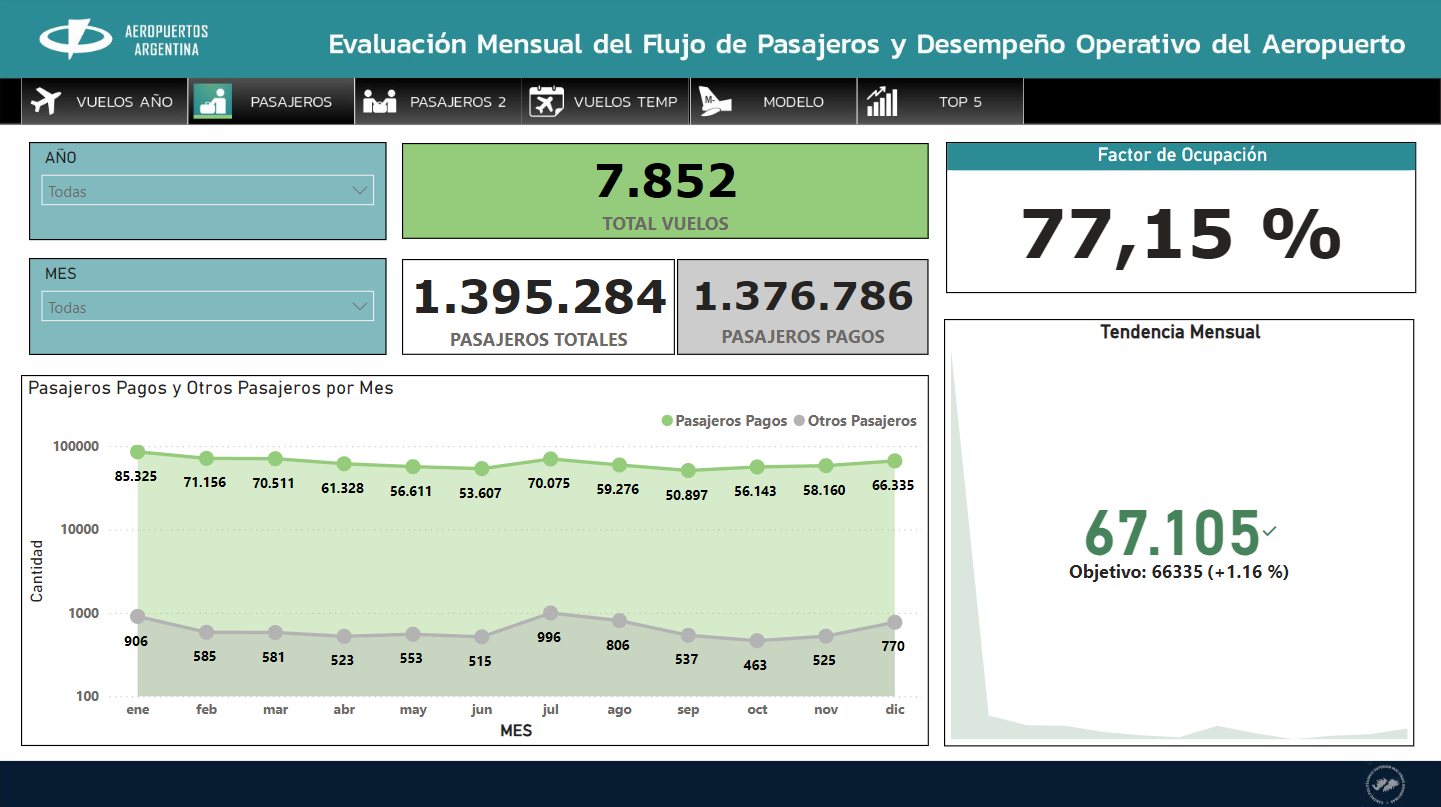 AEROPUERTOS
ARGENTINA
Evaluación Mensual del Flujo de Pasajeros y Desempeño Operativo del Aeropuerto
VUELOS AÑO
PASAJEROS
PASAJEROS 2
VUELOS TEMP
M-
MODELO
TOP 5
AÑO
Todas
7.852
TOTAL VUELOS
Factor de Ocupación
77,15 %
MES
Todas
1.395.284
PASAJEROS TOTALES
1.376.786
PASAJEROS PAGOS
Tendencia Mensual
67.105
Objetivo: 66335 (+1.16 %)
Pasajeros Pagos y Otros Pasajeros por Mes
Pasajeros Pagos Otros Pasajeros
Cantidad
100000
10000
1000
100
85.325 71.156 70.511 61.328 56.611 53.607 70.075 59.276 50.897 56.143 58.160 66.335
906 585 581 523 553 515 996 806 537 463 525 770
ene feb mar abr may jun jul ago sep oct nov dic
MES